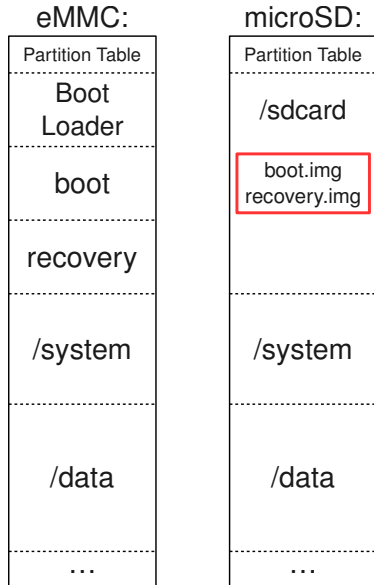 eMMC:
Partition Table
Boot
Loader
boot
recovery
/system
/data
...
microSD:
Partition Table
/sdcard
boot.img
recovery.img
/system
/data
...